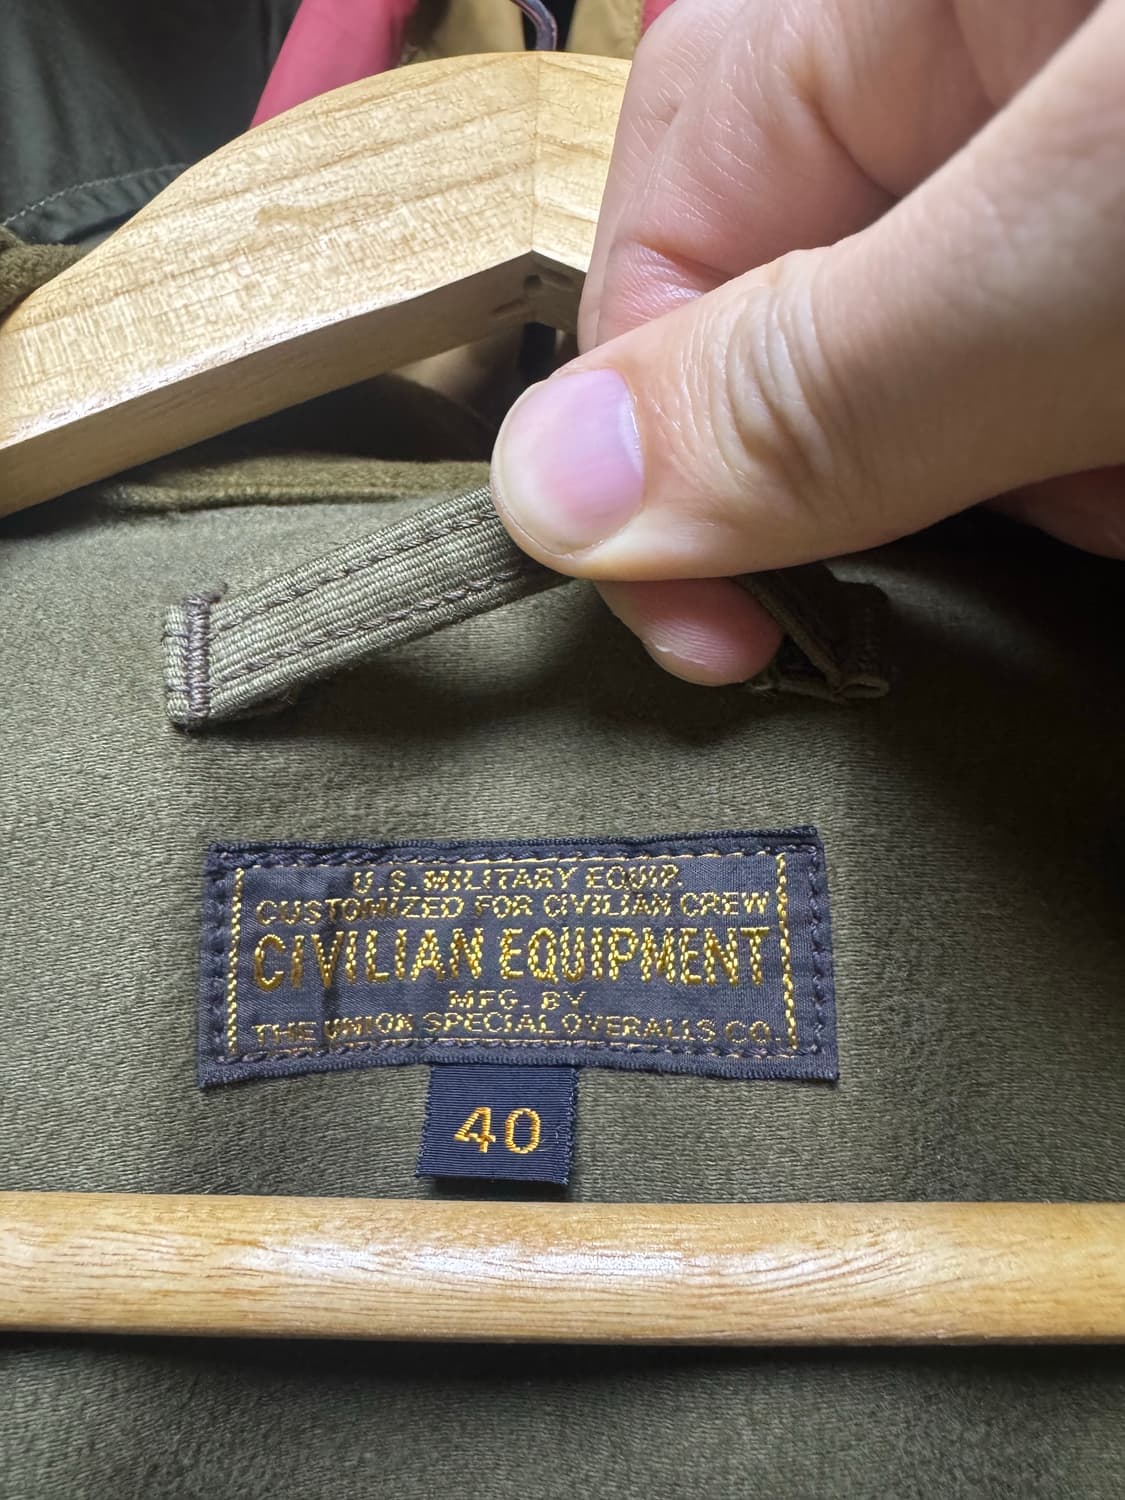 U.S. MILITARY EQUIP.
CUSTOMIZED FOR CIVILIAN CREW
CIVILIAN EQUIPMENT
MFG. BY
THE UNION SPECIAL OVERALLS CO.
40